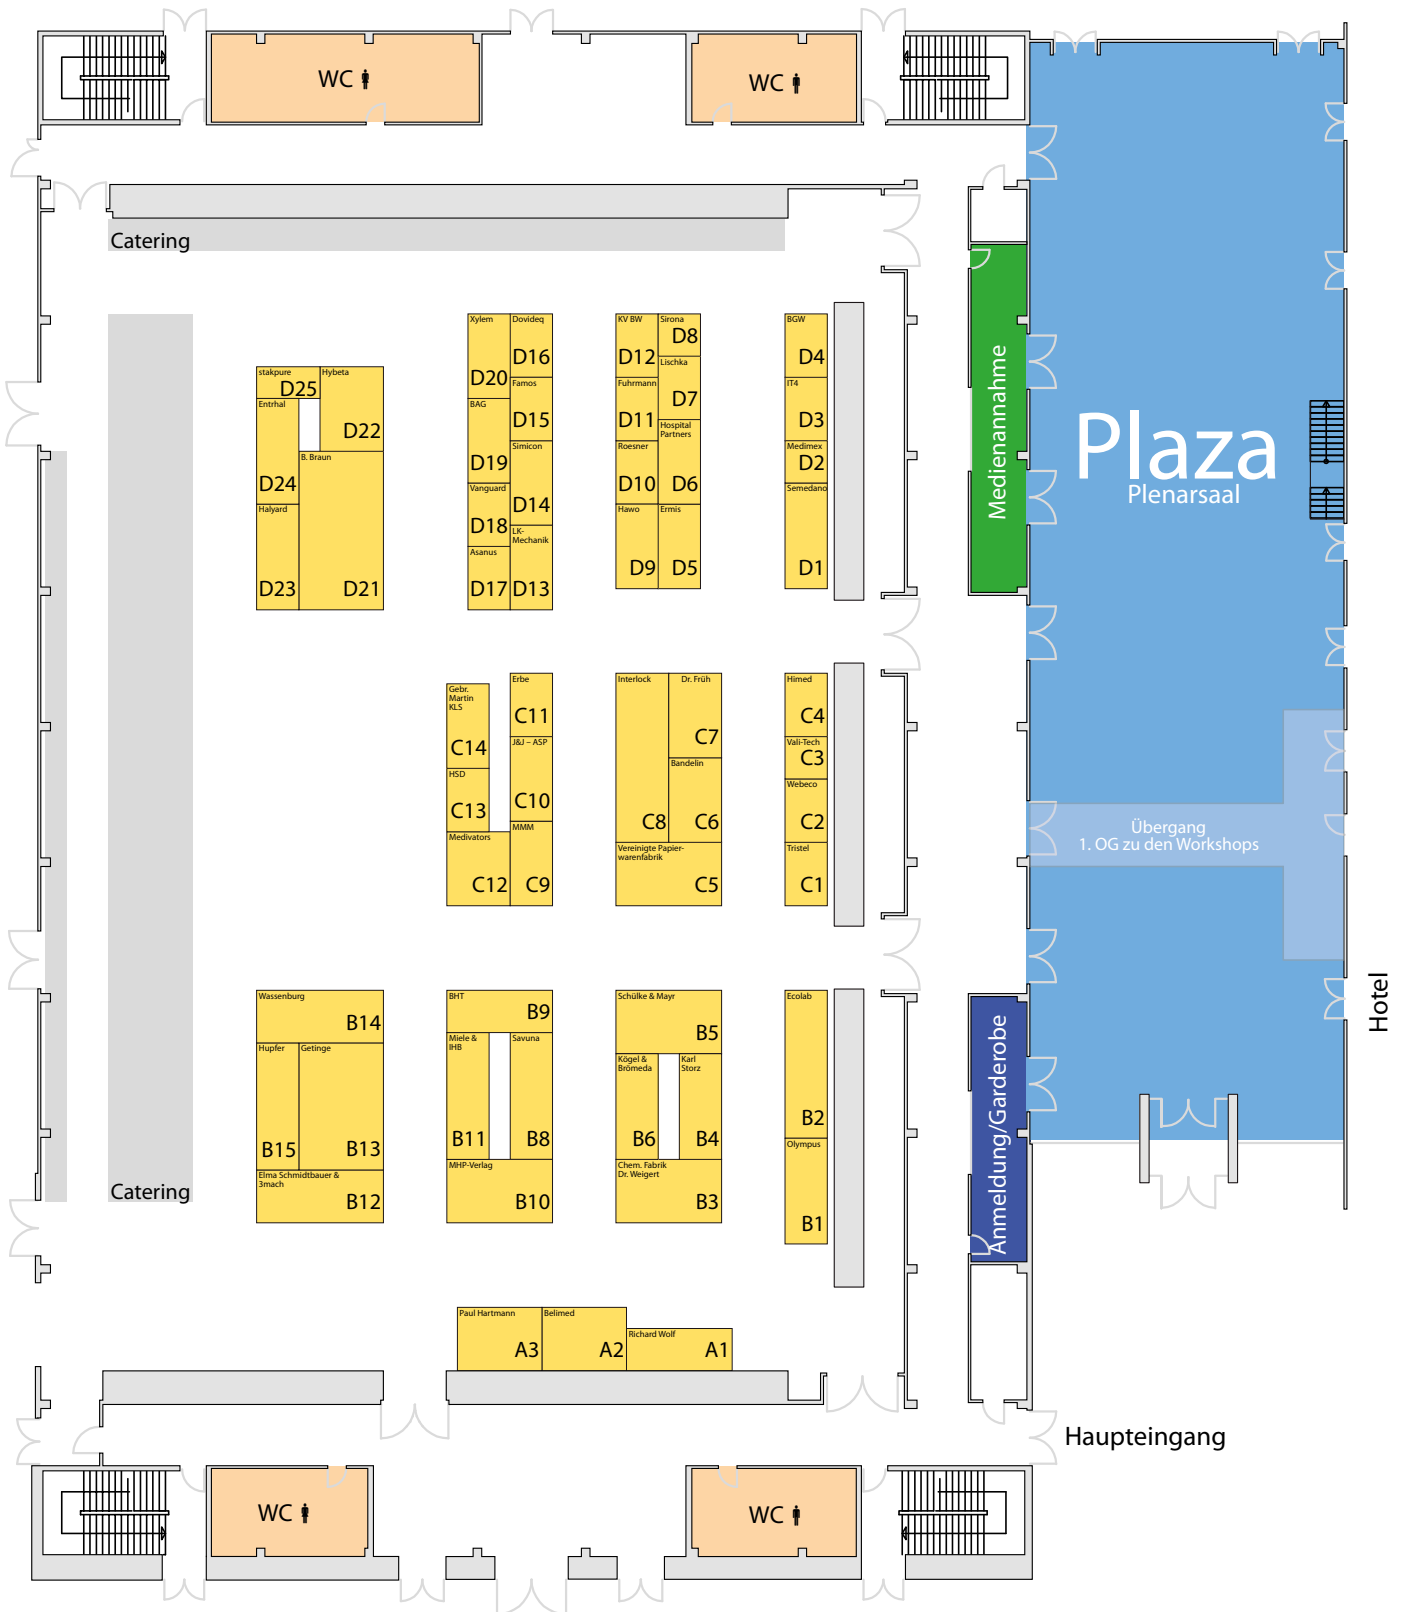 WC
WC
Catering
Xylem
D20
Dovideq
D16
KV BW
D12
Sirona
D8
BGW
D4
stakpure
D25
Hybeta
D22
Famos
D15
Fuhrmann
D11
Lischka
D7
IT4
D3
Entrhal
D24
BAG
D19
Simicon
D14
Roesner
D10
Hospital
Partners
D6
Medimex
D2
B. Braun
D21
Vanguard
D18
Semedano
D1
Halyard
D23
LK-
Mechanik
D13
Hawo
D9
Ermis
D5
Asanus
D17
Medienannahme
Plaza
Plenarsaal
Gebr.
Martin
KLS
C14
Erbe
C11
Interlock
C8
Dr. Früh
C7
Himed
C4
J&J – ASP
C10
Vali-Tech
C3
HSD
C13
Bandelin
C6
Webeco
C2
Medivators
C12
MMM
C9
Vereinigte Papier-
warenfabrik
C5
Tristel
C1
Übergang
1. OG zu den Workshops
Hotel
Wassenburg
B14
BHT
B9
Schülke & Mayr
B5
Ecolab
B2
Hupfer
B15
Getinge
B13
Miele &
IHB
B11
Savuna
B8
Kögel &
Brömeda
B6
Karl
Storz
B4
Olympus
B1
Elma Schmidtbauer &
3mach
B12
MHP-Verlag
B10
Chem. Fabrik
Dr. Weigert
B3
Anmeldung/Garderobe
Catering
Paul Hartmann
A3
Belimed
A2
Richard Wolf
A1
Haupteingang
WC
WC